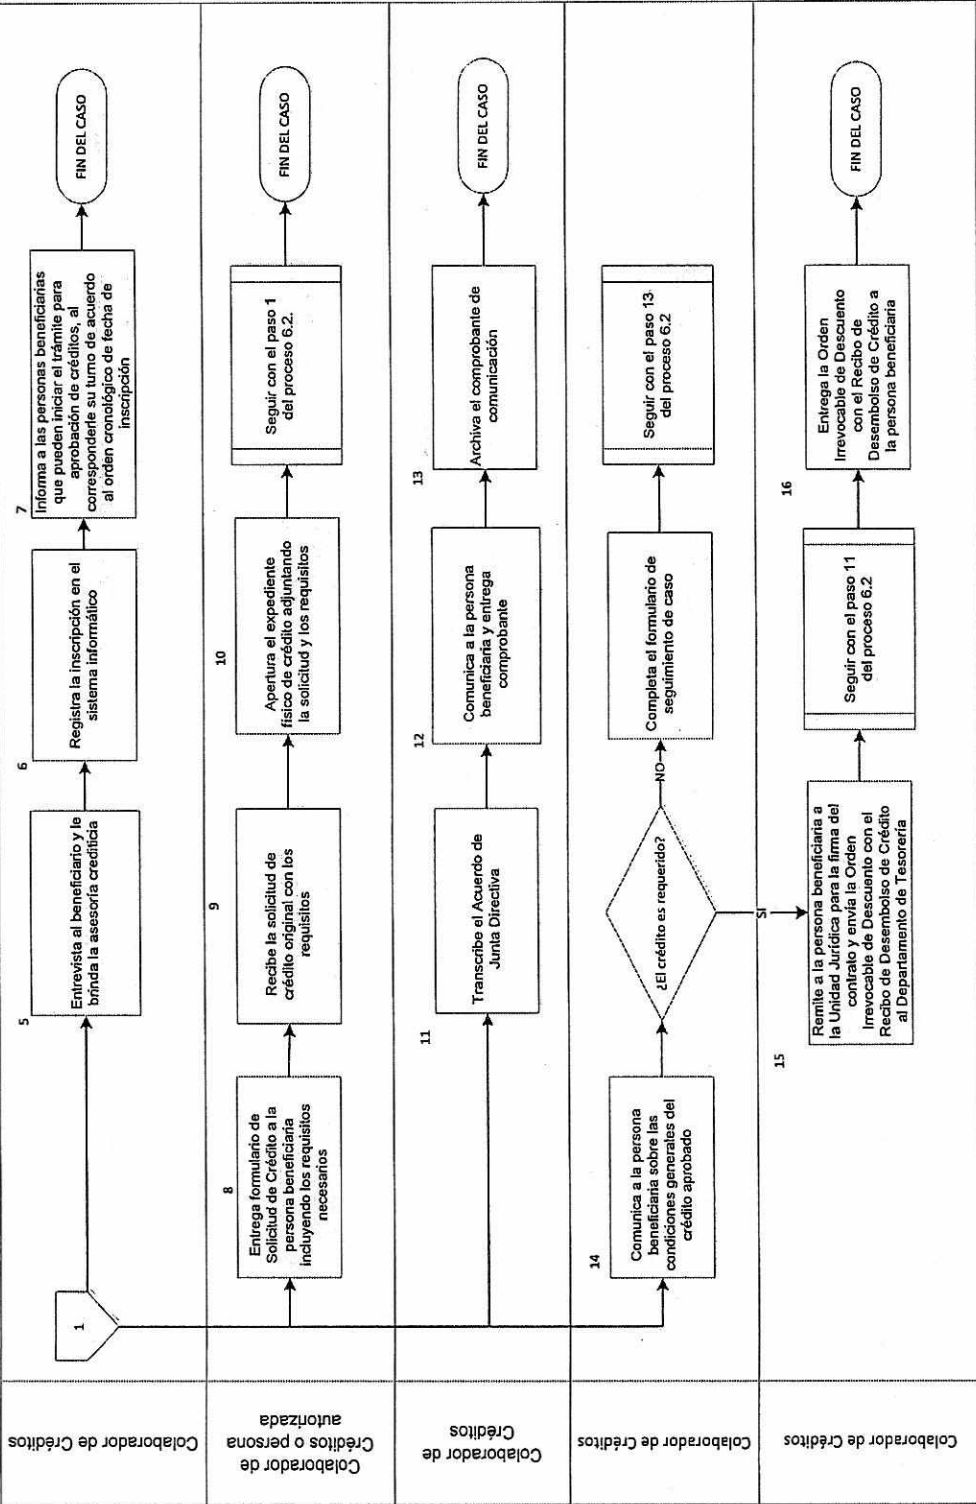 Colaborador de Créditos
1
5
Entrevista al beneficiario y le
brinda la asesoría crediticia
6
Registra la inscripción en el
sistema informático
7
Informa a las personas beneficiarias
que pueden iniciar el trámite para
aprobación de créditos, al
corresponderle su turno de acuerdo
al orden cronológico de fecha de
inscripción
FIN DEL CASO
Colaborador de
Créditos o persona
autorizada
8
Entrega formulario de
Solicitud de Crédito a la
persona beneficiaria
incluyendo los requisitos
necesarios
9
Recibe la solicitud de
crédito original con los
requisitos
10
Apertura el expediente
físico de crédito adjuntando
la solicitud y los requisitos
Seguir con el paso 1
del proceso 6.2.
FIN DEL CASO
Colaborador de
Créditos
11
Transcribe el Acuerdo de
Junta Directiva
12
Comunica a la persona
beneficiaria y entrega
comprobante
13
Archiva el comprobante de
comunicación
FIN DEL CASO
Colaborador de Créditos
14
Comunica a la persona
beneficiaria sobre las
condiciones generales del
crédito aprobado
¿El crédito es requerido?
NO
Completa el formulario de
seguimiento de caso
Seguir con el paso 13
del proceso 6.2
SI
Colaborador de Créditos
15
Remite a la persona beneficiaria a
la Unidad Jurídica para la firma del
contrato y envía la Orden
Irrevocable de Descuento con el
Recibo de Desembolso de Crédito
al Departamento de Tesorería
Seguir con el paso 11
del proceso 6.2
16
Entrega la Orden
Irrevocable de Descuento
con el Recibo de
Desembolso de Crédito a
la persona beneficiaria
FIN DEL CASO